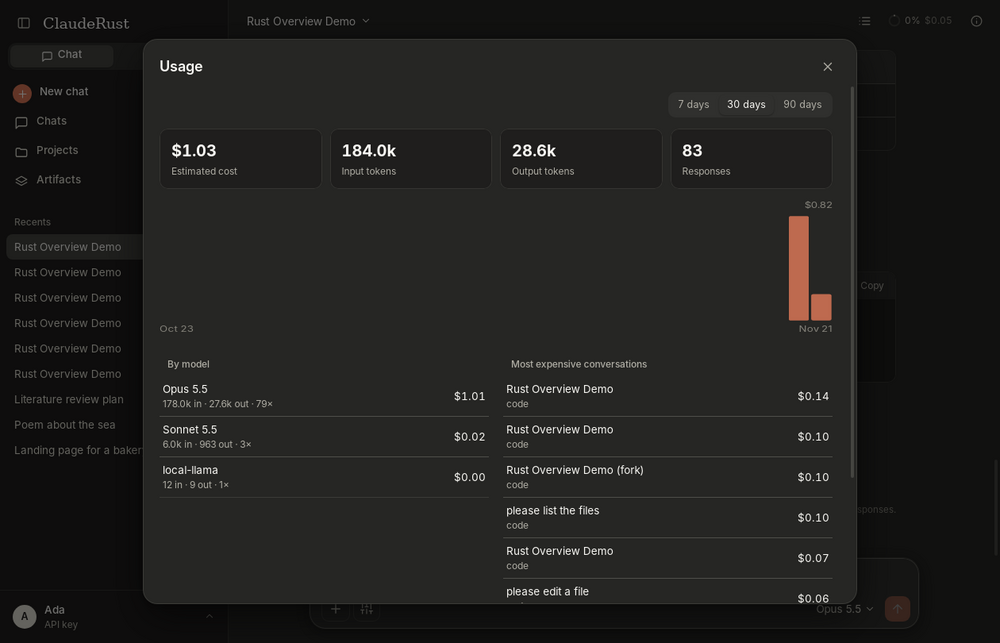 ClaudeRust
Rust Overview Demo
0% $0.05
Chat
New chat
Chats
Projects
Artifacts
Recents
Rust Overview Demo
Rust Overview Demo
Rust Overview Demo
Rust Overview Demo
Rust Overview Demo
Rust Overview Demo
Literature review plan
Poem about the sea
Landing page for a baker
A
Ada
API key
Usage
7 days
30 days
90 days
$1.03
Estimated cost
184.0k
Input tokens
28.6k
Output tokens
83
Responses
$0.82
Oct 23
Nov 21
By model
Opus 5.5
178.0k in · 27.6k out · 79×
$1.01
Sonnet 5.5
6.0k in · 963 out · 3×
$0.02
local-llama
12 in · 9 out · 1×
$0.00
Most expensive conversations
Rust Overview Demo
code
$0.14
Rust Overview Demo
code
$0.10
Rust Overview Demo (fork)
code
$0.10
please list the files
code
$0.10
Rust Overview Demo
code
$0.07
please edit a file
$0.06
Copy
sponses.
Opus 5.5